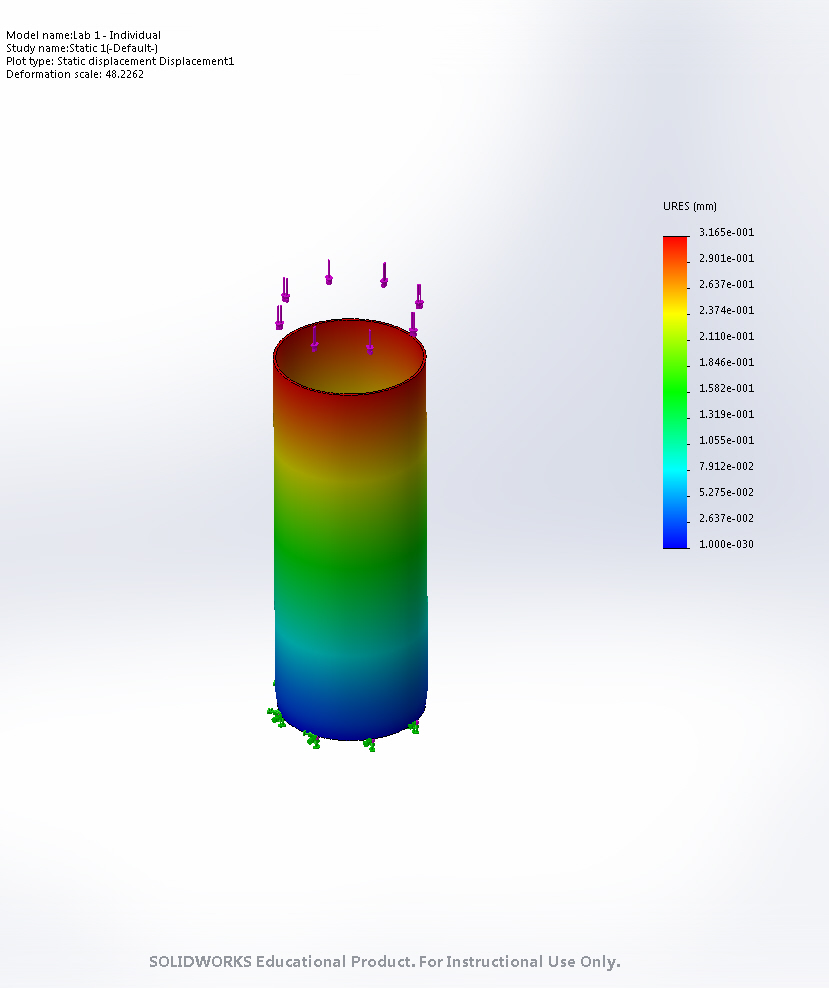 Model name:Lab 1 - Individual
Study name:Static 1(-Default-)
Plot type: Static displacement Displacement1
Deformation scale: 48.2262
URES (mm)
3.165e-001
2.901e-001
2.637e-001
2.374e-001
2.110e-001
1.846e-001
1.582e-001
1.319e-001
1.055e-001
7.912e-002
5.275e-002
2.637e-002
1.000e-030
SOLIDWORKS Educational Product. For Instructional Use Only.